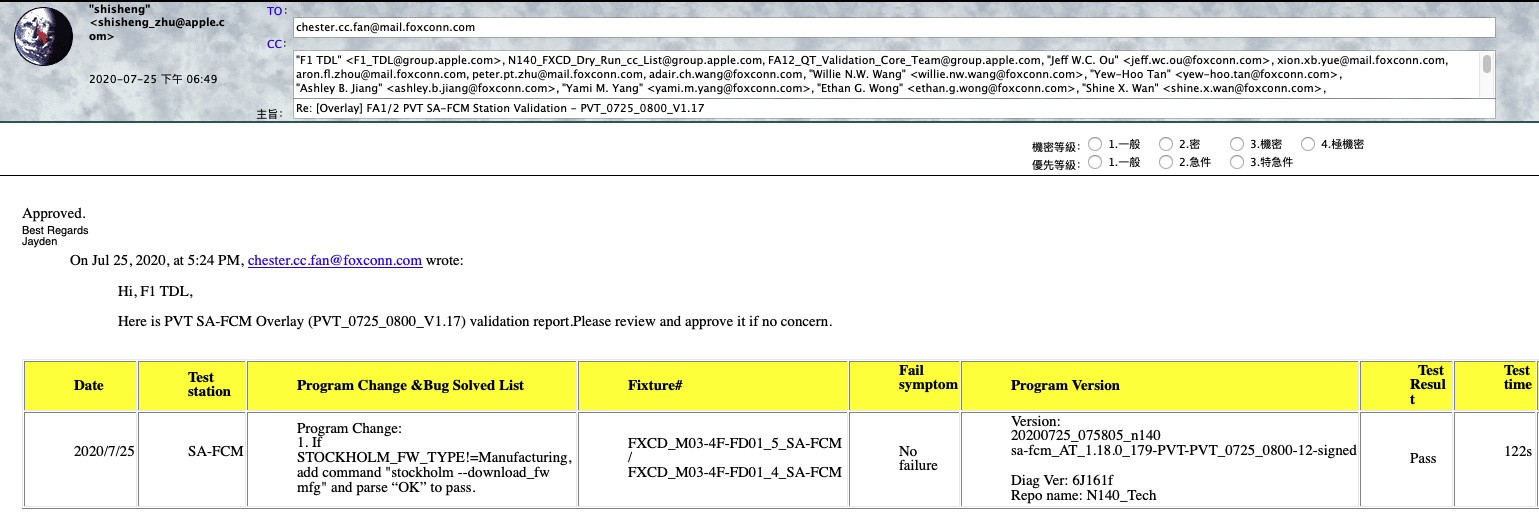 "shisheng"
<shisheng_zhu@apple.c
om>
2020-07-25 下午 06:49
TO:
chester.cc.fan@mail.foxconn.com
CC:
"F1 TDL" <F1_TDL@group.apple.com>, N140_FXCD_Dry_Run_cc_List@group.apple.com, FA12_QT_Validation_Core_Team@group.apple.com, "Jeff W.C. Ou" <jeff.wc.ou@foxconn.com>, xion.xb.yue@mail.foxconn.com,
aron.fl.zhou@mail.foxconn.com, peter.pt.zhu@mail.foxconn.com, adair.ch.wang@foxconn.com, "Willie N.W. Wang" <willie.nw.wang@foxconn.com>, "Yew-Hoo Tan" <yew-hoo.tan@foxconn.com>,
"Ashley B. Jiang" <ashley.b.jiang@foxconn.com>, "Yami M. Yang" <yami.m.yang@foxconn.com>, "Ethan G. Wong" <ethan.g.wong@foxconn.com>, "Shine X. Wan" <shine.x.wan@foxconn.com>,
主旨:
Re: [Overlay] FA1/2 PVT SA-FCM Station Validation - PVT_0725_0800_V1.17
機密等級: 1.一般 2.密 3.機密 4.極機密
優先等級: 1.一般 2.急件 3.特急件
Approved.
Best Regards
Jayden
On Jul 25, 2020, at 5:24 PM, chester.cc.fan@foxconn.com wrote:
Hi, F1 TDL,
Here is PVT SA-FCM Overlay (PVT_0725_0800_V1.17) validation report.Please review and approve it if no concern.
Date
Test
station
Program Change &Bug Solved List
Fixture#
Fail
symptom
Program Version
Test
Resul
t
Test
time
2020/7/25
SA-FCM
Program Change:
1. If
STOCKHOLM_FW_TYPE!=Manufacturing,
add command "stockholm --download_fw
mfg" and parse “OK” to pass.
FXCD_M03-4F-FD01_5_SA-FCM
/
FXCD_M03-4F-FD01_4_SA-FCM
No
failure
Version:
20200725_075805_n140
sa-fcm_AT_1.18.0_179-PVT-PVT_0725_0800-12-signed
Diag Ver: 6J161f
Repo name: N140_Tech
Pass
122s